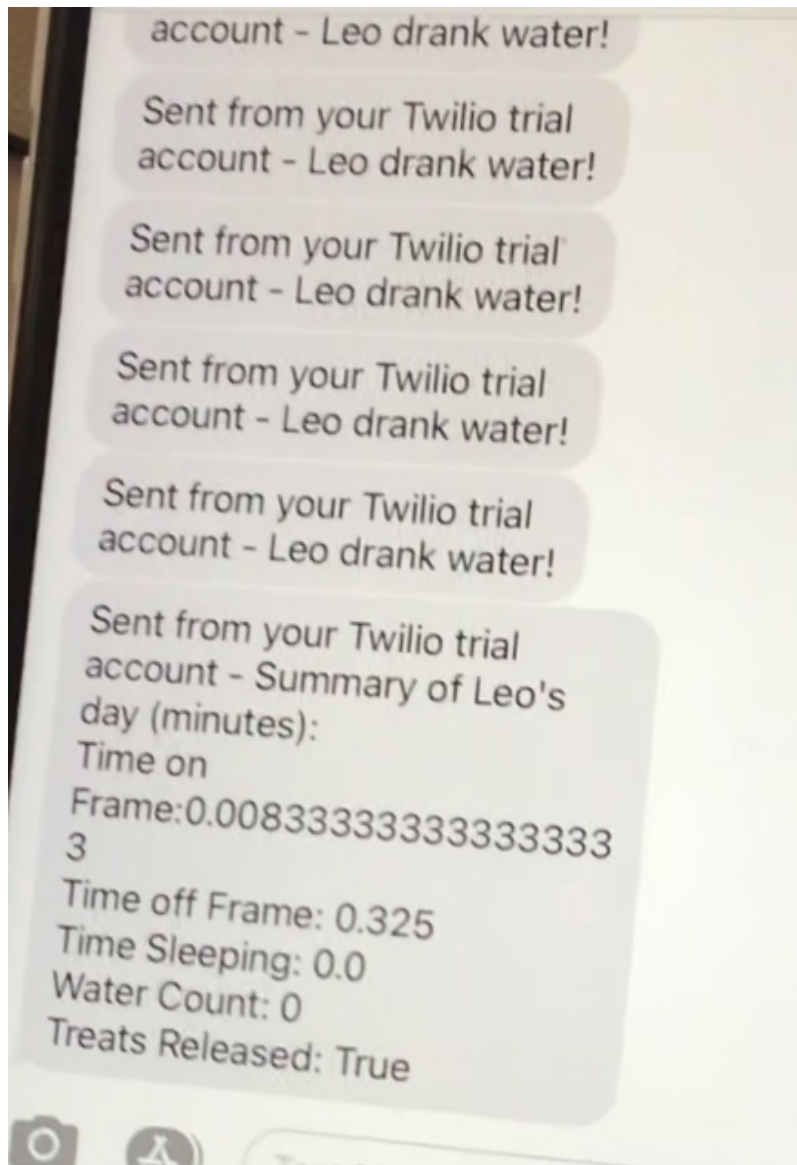 account - Leo drank water!
Sent from your Twilio trial
account - Leo drank water!
Sent from your Twilio trial
account - Leo drank water!
Sent from your Twilio trial
account - Leo drank water!
Sent from your Twilio trial
account - Leo drank water!
Sent from your Twilio trial
account - Summary of Leo's
day (minutes):
Time on
Frame:0.00833333333333333
3
Time off Frame: 0.325
Time Sleeping: 0.0
Water Count: 0
Treats Released: True